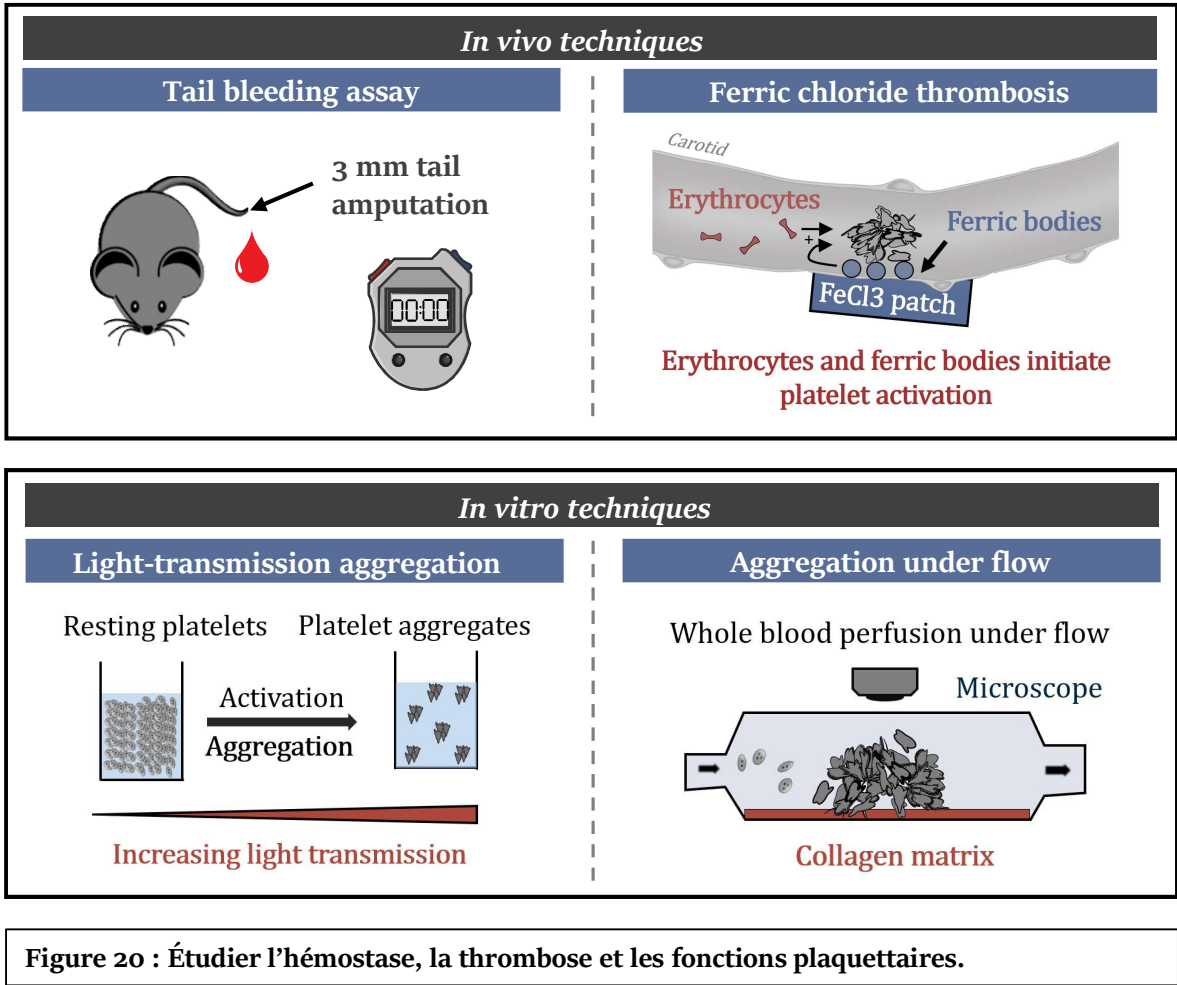 In vivo techniques
Tail bleeding assay
3 mm tail
amputation
00:00
Ferric chloride thrombosis
Carotid
Erythrocytes
+
Ferric bodies
FeCl3 patch
Erythrocytes and ferric bodies initiate
platelet activation
In vitro techniques
Light-transmission aggregation
Resting platelets
Platelet aggregates
Activation
Aggregation
Increasing light transmission
Aggregation under flow
Whole blood perfusion under flow
Microscope
Collagen matrix
Figure 20 : Étudier l’hémostase, la thrombose et les fonctions plaquettaires.